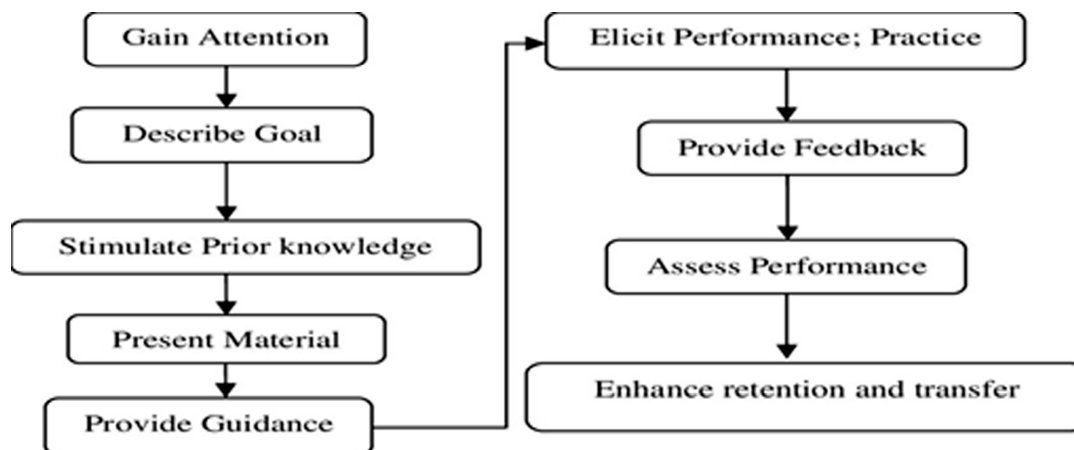 Gain Attention
Describe Goal
Stimulate Prior knowledge
Present Material
Provide Guidance
Elicit Performance; Practice
Provide Feedback
Assess Performance
Enhance retention and transfer